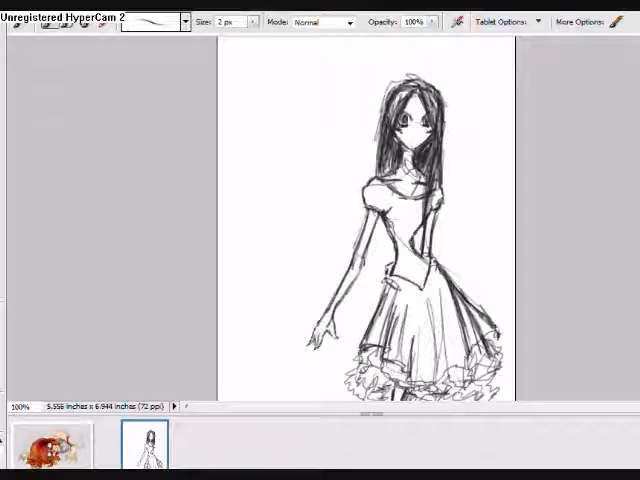 Unregistered HyperCam 2
Size: 2 px Mode: Normal Opacity: 100% Tablet Options: More Options:
100% 5.556 inches x 6.944 inches (72 ppi)